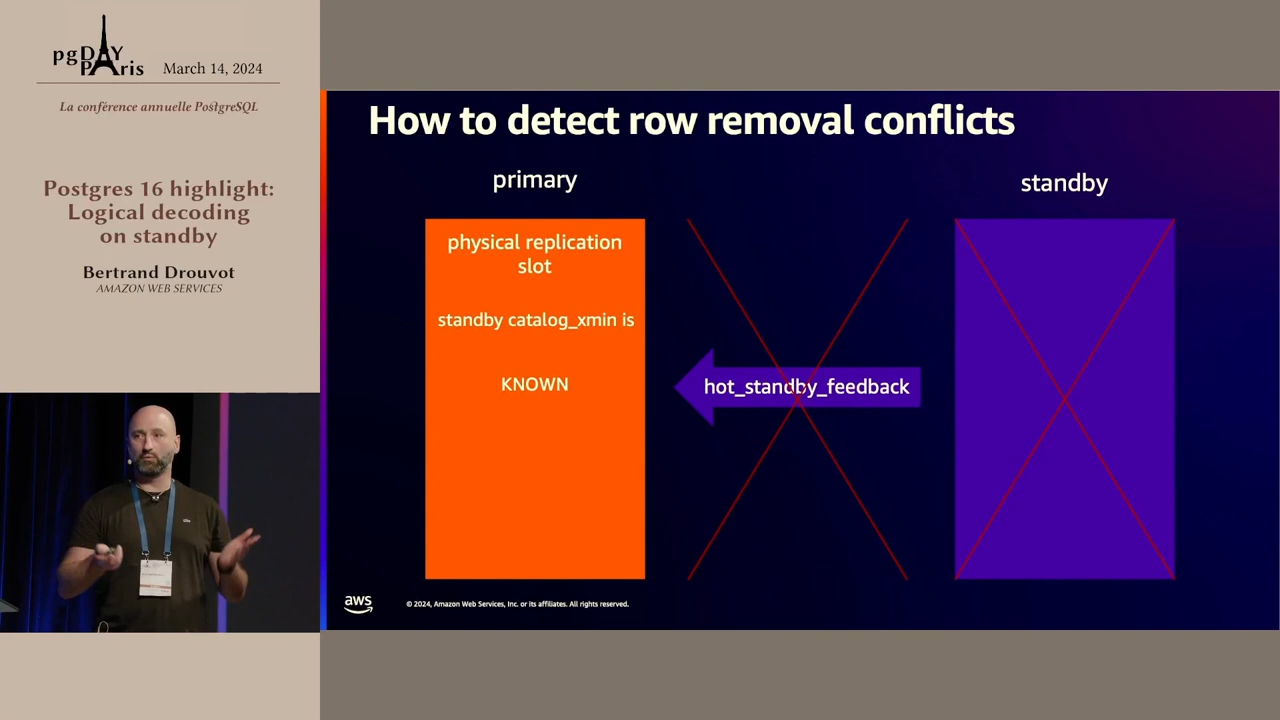 pgDAY
PAris
March 14, 2024
La conférence annuelle PostgreSQL
Postgres 16 highlight:
Logical decoding
on standby
Bertrand Drouvot
AMAZON WEB SERVICES
How to detect row removal conflicts
primary
standby
physical replication
slot
standby catalog_xmin is
KNOWN
hot_standby_feedback
aws
© 2024, Amazon Web Services, Inc. or its affiliates. All rights reserved.